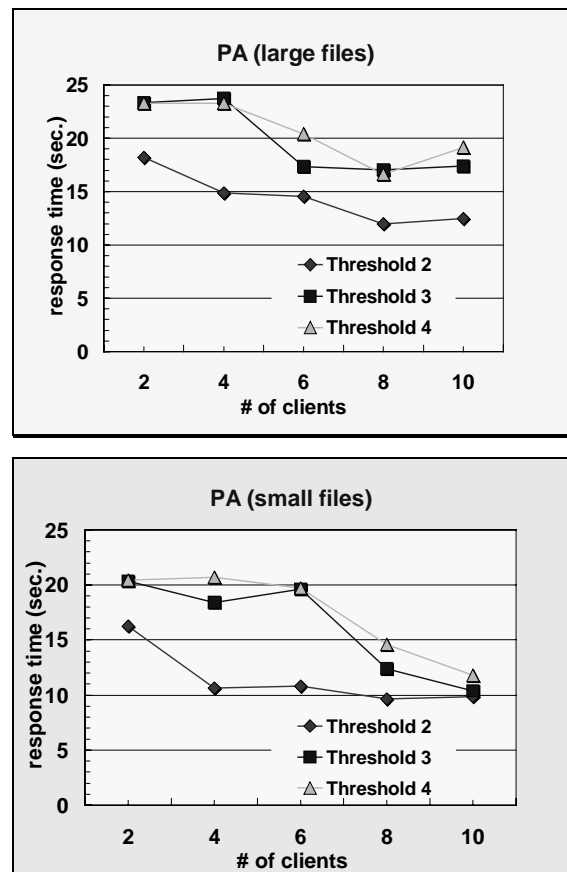 PA (large files)
25
20
15
10
5
0
response time (sec.)
Threshold 2
Threshold 3
Threshold 4
2 4 6 8 10
# of clients
PA (small files)
25
20
15
10
5
0
response time (sec.)
Threshold 2
Threshold 3
Threshold 4
2 4 6 8 10
# of clients